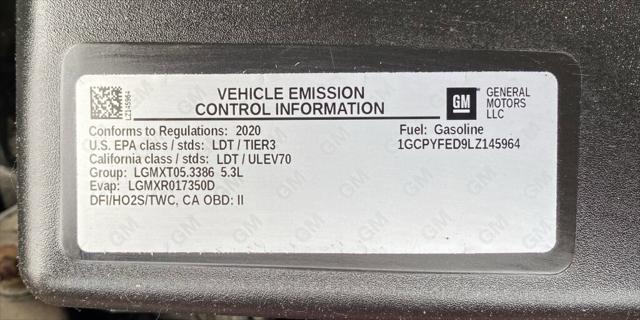 LZ145964
VEHICLE EMISSION
CONTROL INFORMATION
GM
GENERAL
MOTORS
LLC
Conforms to Regulations: 2020
U.S. EPA class / stds: LDT / TIER3
California class / stds: LDT / ULEV70
Group: LGMXT05.3386 5.3L
Evap: LGMXR017350D
DFI/HO2S/TWC, CA OBD: II
Fuel: Gasoline
1GCPYFED9LZ145964